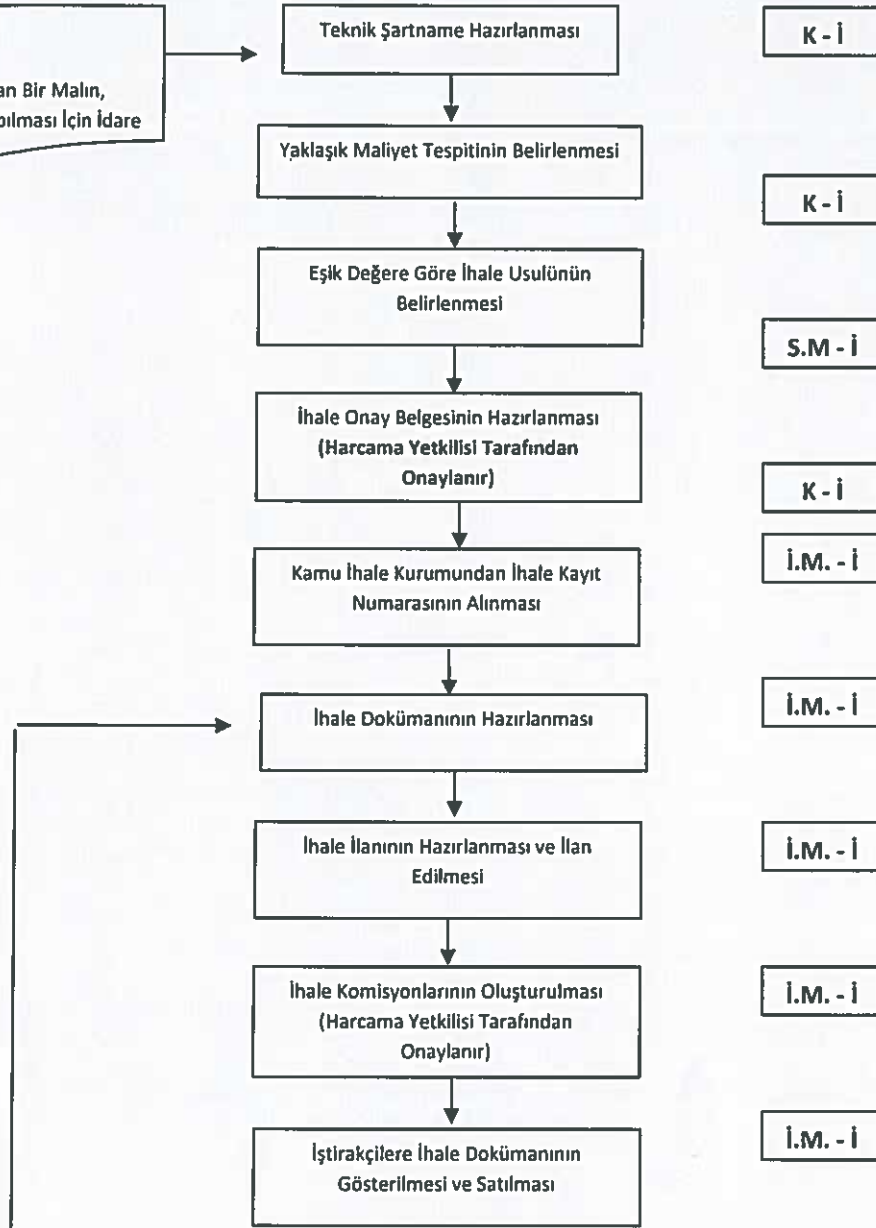 Teknik Şartname Hazırlanması
K - İ
Bir Malın,
İçin İdare
Yaklaşık Maliyet Tespitinin Belirlenmesi
K - İ
Eşik Değere Göre İhale Usulünün
Belirlenmesi
S.M - İ
İhale Onay Belgesinin Hazırlanması
(Harcama Yetkilisi Tarafından
Onaylanır)
K - İ
Kamu İhale Kurumundan İhale Kayıt
Numarasının Alınması
İ.M. - İ
İhale Dokümanının Hazırlanması
İ.M. - İ
İhale İlanının Hazırlanması ve İlan
Edilmesi
İ.M. - İ
İhale Komisyonlarının Oluşturulması
(Harcama Yetkilisi Tarafından
Onaylanır)
İ.M. - İ
İştirakçilere İhale Dokümanının
Gösterilmesi ve Satılması
İ.M. - İ